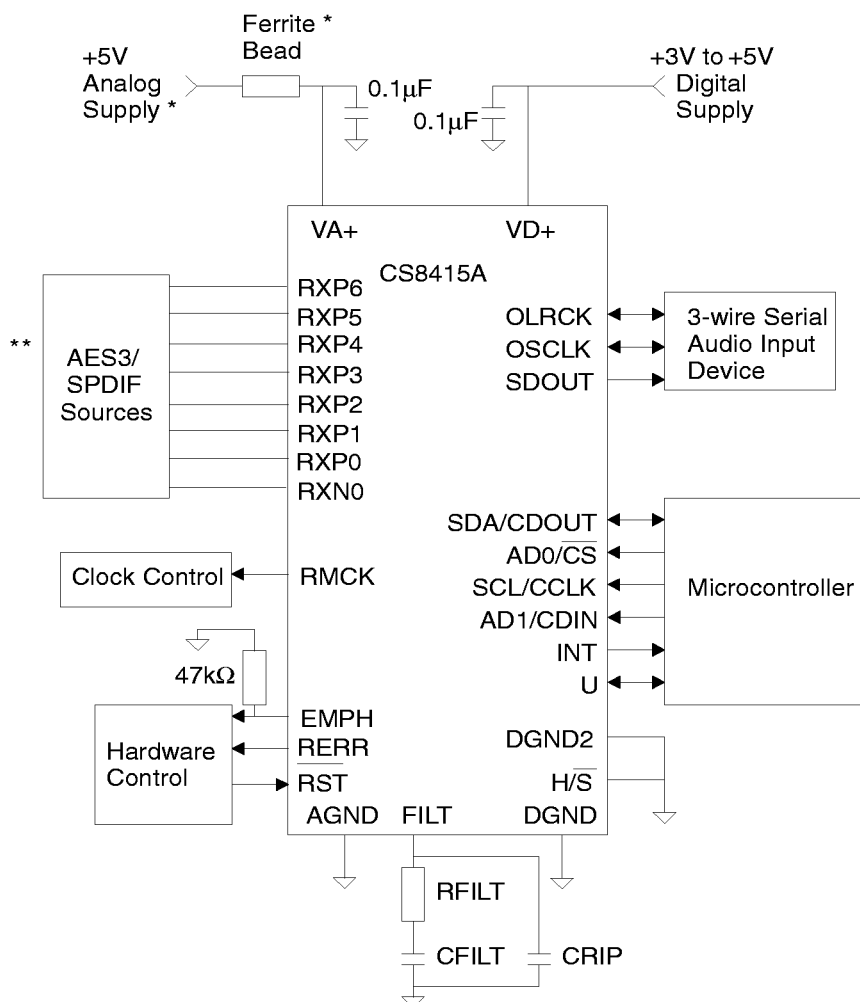 Ferrite *
Bead
+5V
Analog
Supply *
0.1µF
0.1µF
+3V to +5V
Digital
Supply
VA+
VD+
CS8415A
**
AES3/
SPDIF
Sources
RXP6
RXP5
RXP4
RXP3
RXP2
RXP1
RXP0
RXN0
OLRCK
OSCLK
SDOUT
3-wire Serial
Audio Input
Device
Clock Control
RMCK
SDA/CDOUT
AD0/CS
SCL/CCLK
AD1/CDIN
INT
U
Microcontroller
47kΩ
Hardware
Control
EMPH
RERR
RST
DGND2
H/S
AGND
FILT
DGND
RFILT
CFILT
CRIP